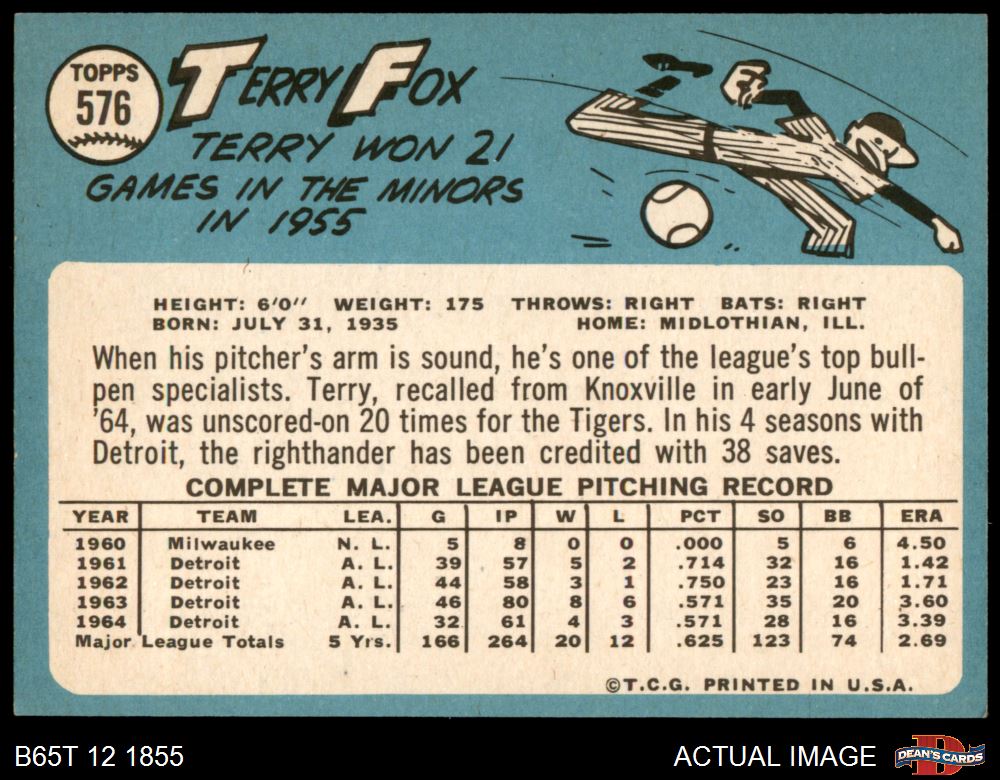 TOPPS
576
TERRY FOX
TERRY WON 21
GAMES IN THE MINORS
IN 1955
HEIGHT: 6'0" WEIGHT: 175 THROWS: RIGHT BATS: RIGHT
BORN: JULY 31, 1935 HOME: MIDLOTHIAN, ILL.
When his pitcher's arm is sound, he's one of the league's top bull-
pen specialists. Terry, recalled from Knoxville in early June of
'64, was unscored-on 20 times for the Tigers. In his 4 seasons with
Detroit, the righthander has been credited with 38 saves.
COMPLETE MAJOR LEAGUE PITCHING RECORD
YEAR TEAM LEA. G IP W L PCT SO BB ERA
1960 Milwaukee N. L. 5 8 0 0 .000 5 6 4.50
1961 Detroit A. L. 39 57 5 2 .714 32 16 1.42
1962 Detroit A. L. 44 58 3 1 .750 23 16 1.71
1963 Detroit A. L. 46 80 8 6 .571 35 20 3.60
1964 Detroit A. L. 32 61 4 3 .571 28 16 3.39
Major League Totals 5 Yrs. 166 264 20 12 .625 123 74 2.69
©T.C.G. PRINTED IN U.S.A.
B65T 12 1855 ACTUAL IMAGE DEAN'S CARDS